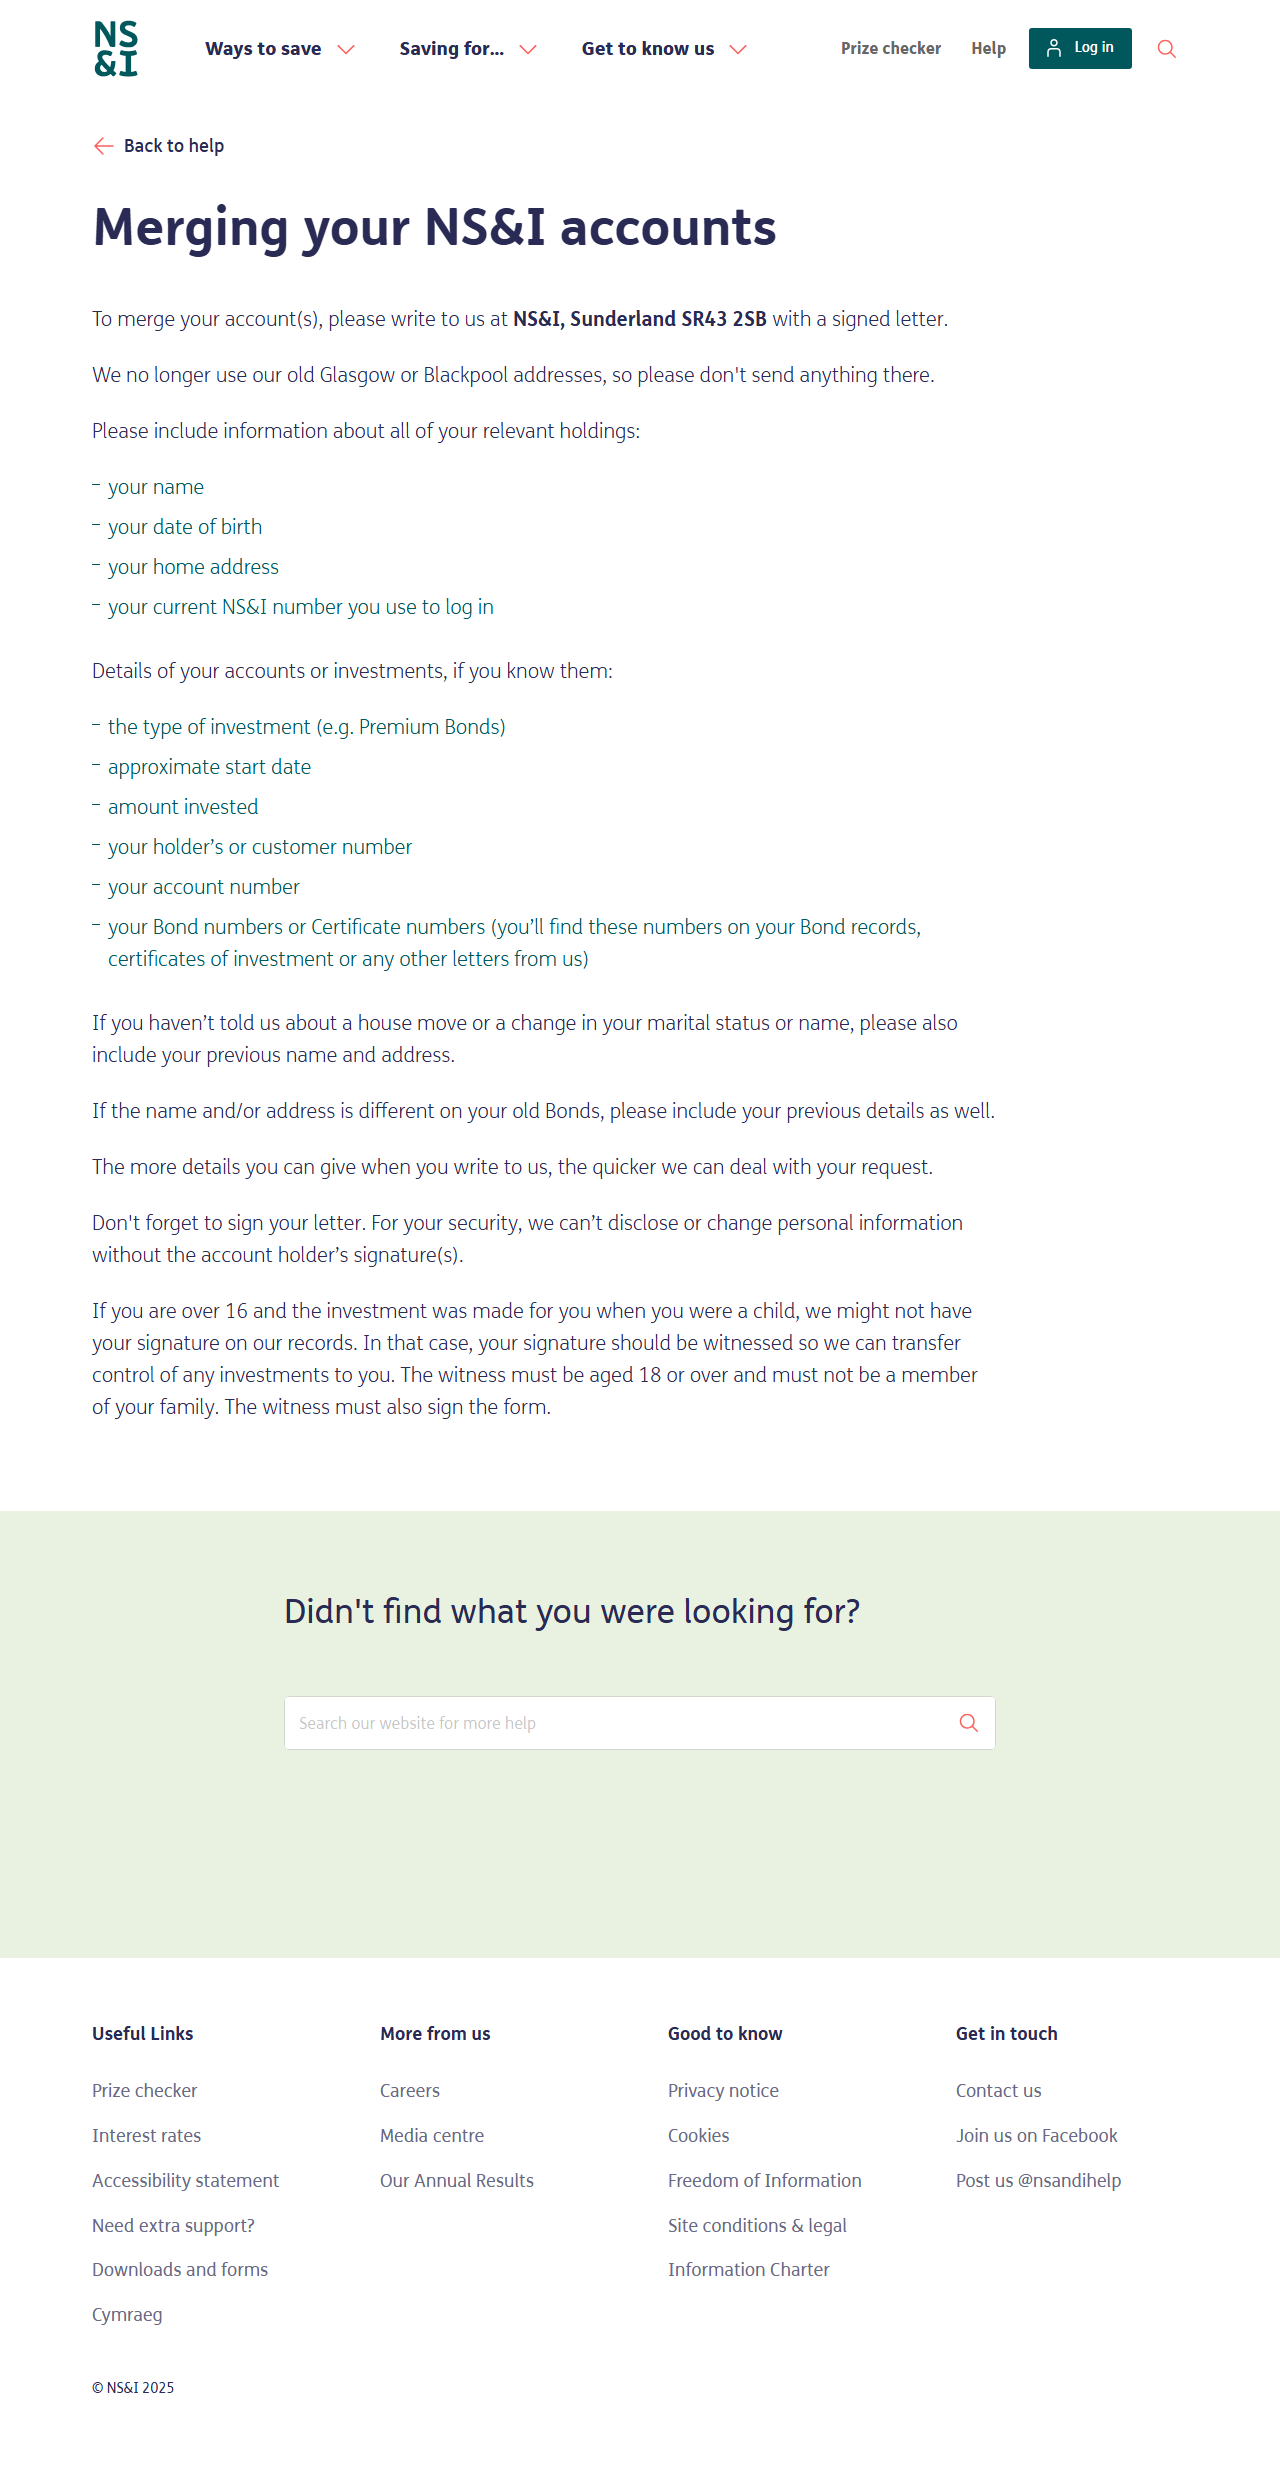 NS
&I
Ways to save
Saving for...
Get to know us
Prize checker
Help
Log in
Back to help
Merging your NS&I accounts
To merge your account(s), please write to us at NS&I, Sunderland SR43 2SB with a signed letter.
We no longer use our old Glasgow or Blackpool addresses, so please don't send anything there.
Please include information about all of your relevant holdings:
– your name
– your date of birth
– your home address
– your current NS&I number you use to log in
Details of your accounts or investments, if you know them:
– the type of investment (e.g. Premium Bonds)
– approximate start date
– amount invested
– your holder’s or customer number
– your account number
– your Bond numbers or Certificate numbers (you’ll find these numbers on your Bond records,
certificates of investment or any other letters from us)
If you haven’t told us about a house move or a change in your marital status or name, please also
include your previous name and address.
If the name and/or address is different on your old Bonds, please include your previous details as well.
The more details you can give when you write to us, the quicker we can deal with your request.
Don't forget to sign your letter. For your security, we can’t disclose or change personal information
without the account holder’s signature(s).
If you are over 16 and the investment was made for you when you were a child, we might not have
your signature on our records. In that case, your signature should be witnessed so we can transfer
control of any investments to you. The witness must be aged 18 or over and must not be a member
of your family. The witness must also sign the form.
Didn't find what you were looking for?
Search our website for more help
Useful Links
Prize checker
Interest rates
Accessibility statement
Need extra support?
Downloads and forms
Cymraeg
More from us
Careers
Media centre
Our Annual Results
Good to know
Privacy notice
Cookies
Freedom of Information
Site conditions & legal
Information Charter
Get in touch
Contact us
Join us on Facebook
Post us @nsandihelp
© NS&I 2025